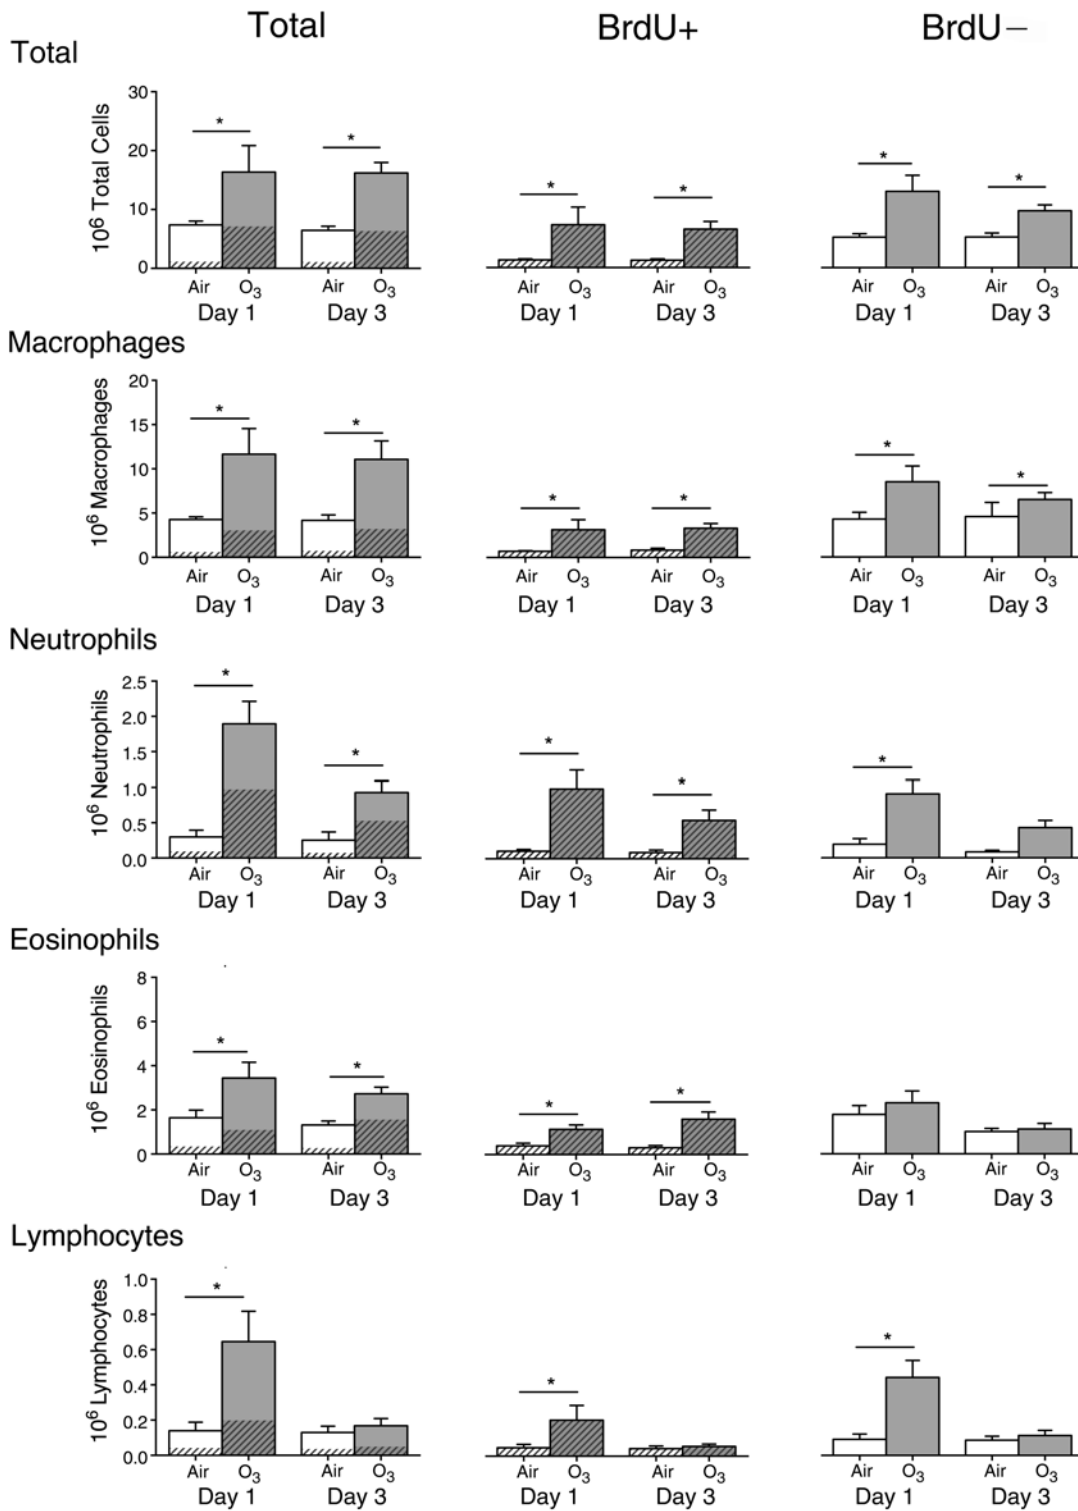 Total BrdU+ BrdU−
Total
10⁶ Total Cells
30
20
10
0
* * * * * *
Air O₃ Air O₃ Air O₃ Air O₃ Air O₃ Air O₃
Day 1 Day 3 Day 1 Day 3 Day 1 Day 3
Macrophages
10⁶ Macrophages
20
15
10
5
0
* * * * * *
Air O₃ Air O₃ Air O₃ Air O₃ Air O₃ Air O₃
Day 1 Day 3 Day 1 Day 3 Day 1 Day 3
Neutrophils
10⁶ Neutrophils
2.5
2.0
1.5
1.0
0.5
0.0
* * * * *
Air O₃ Air O₃ Air O₃ Air O₃ Air O₃ Air O₃
Day 1 Day 3 Day 1 Day 3 Day 1 Day 3
Eosinophils
10⁶ Eosinophils
8
6
4
2
0
* * * *
Air O₃ Air O₃ Air O₃ Air O₃ Air O₃ Air O₃
Day 1 Day 3 Day 1 Day 3 Day 1 Day 3
Lymphocytes
10⁶ Lymphocytes
1.0
0.8
0.6
0.4
0.2
0.0
* * *
Air O₃ Air O₃ Air O₃ Air O₃ Air O₃ Air O₃
Day 1 Day 3 Day 1 Day 3 Day 1 Day 3